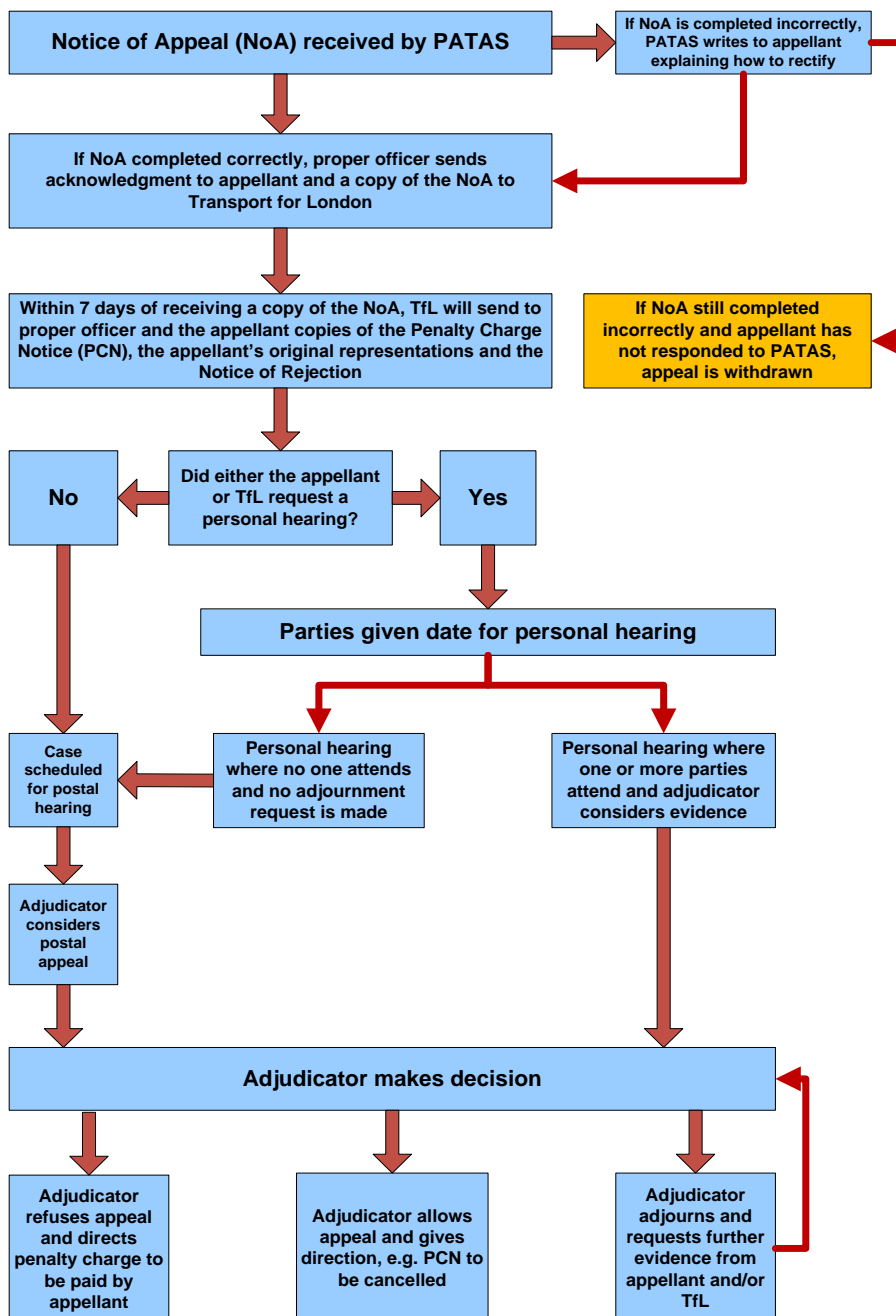 Notice of Appeal (NoA) received by PATAS
If NoA is completed incorrectly,
PATAS writes to appellant
explaining how to rectify
If NoA completed correctly, proper officer sends
acknowledgment to appellant and a copy of the NoA to
Transport for London
Within 7 days of receiving a copy of the NoA, TfL will send to
proper officer and the appellant copies of the Penalty Charge
Notice (PCN), the appellant’s original representations and the
Notice of Rejection
If NoA still completed
incorrectly and appellant has
not responded to PATAS,
appeal is withdrawn
No
Did either the appellant
or TfL request a
personal hearing?
Yes
Parties given date for personal hearing
Case
scheduled
for postal
hearing
Personal hearing
where no one attends
and no adjournment
request is made
Personal hearing where
one or more parties
attend and adjudicator
considers evidence
Adjudicator
considers
postal
appeal
Adjudicator makes decision
Adjudicator
refuses appeal
and directs
penalty charge to
be paid by
appellant
Adjudicator allows
appeal and gives
direction, e.g. PCN to
be cancelled
Adjudicator
adjourns and
requests further
evidence from
appellant and/or
TfL